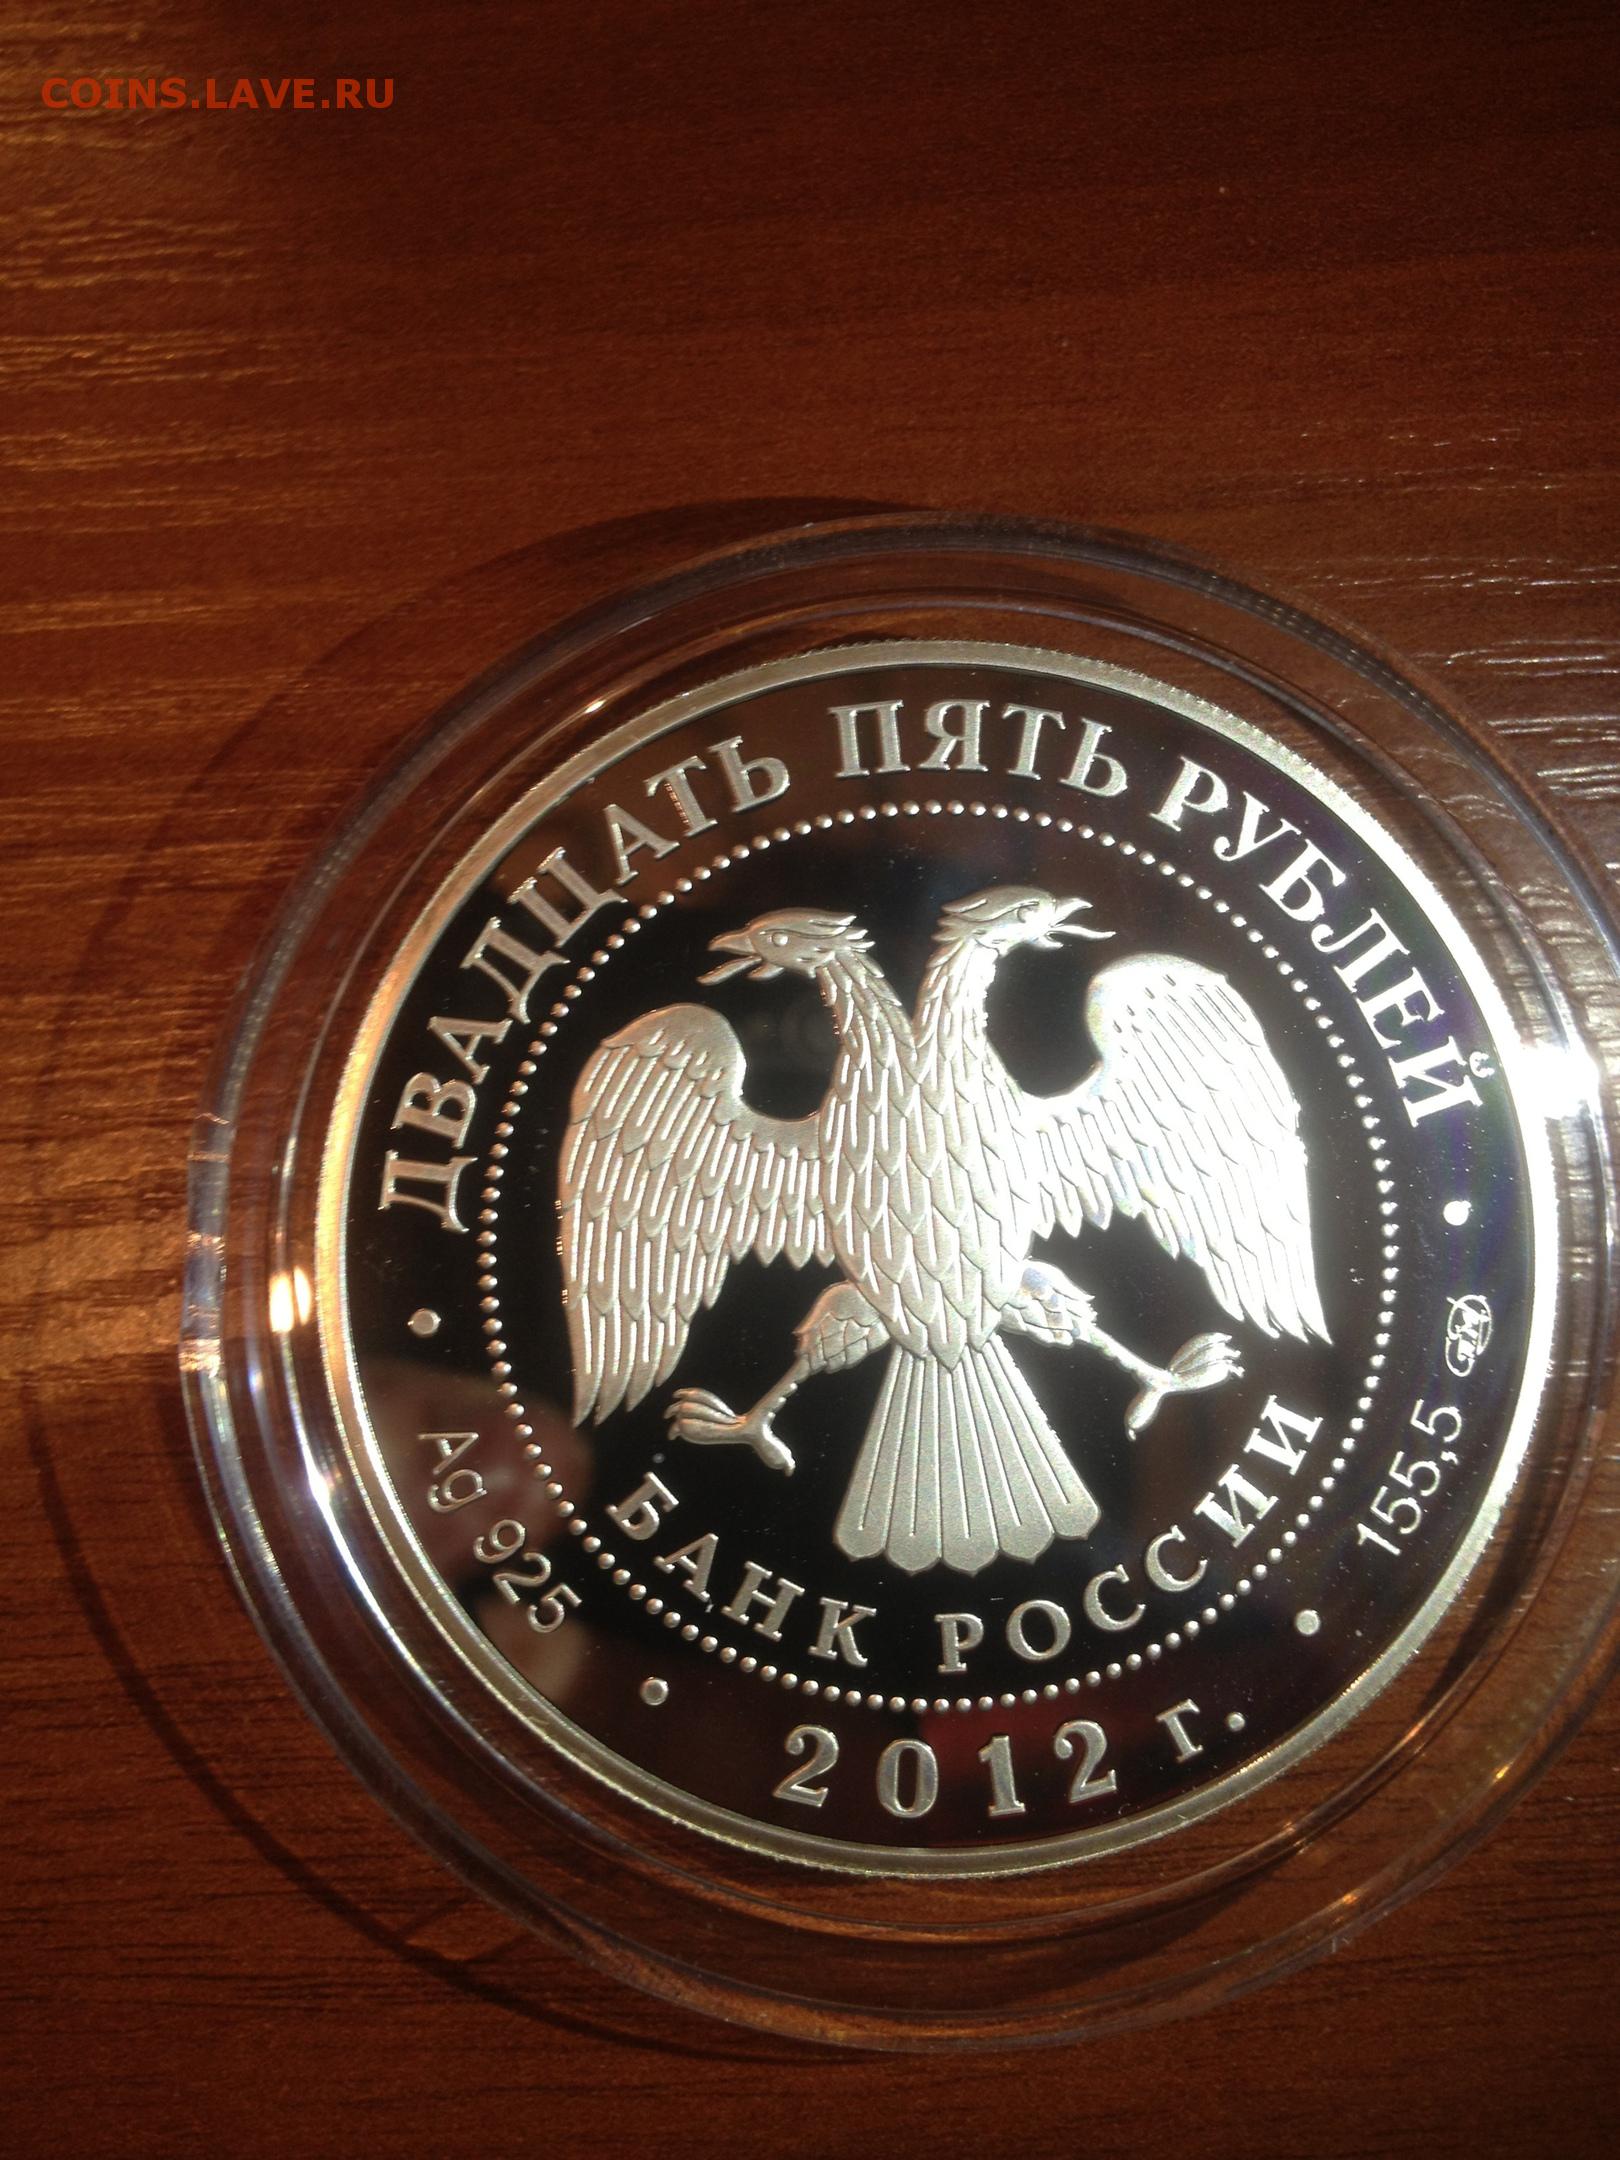 COINS.LAVE.RU
ДВАДЦАТЬ ПЯТЬ РУБЛЕЙ
БАНК РОССИИ
Ag 925
2012 г.
155,5